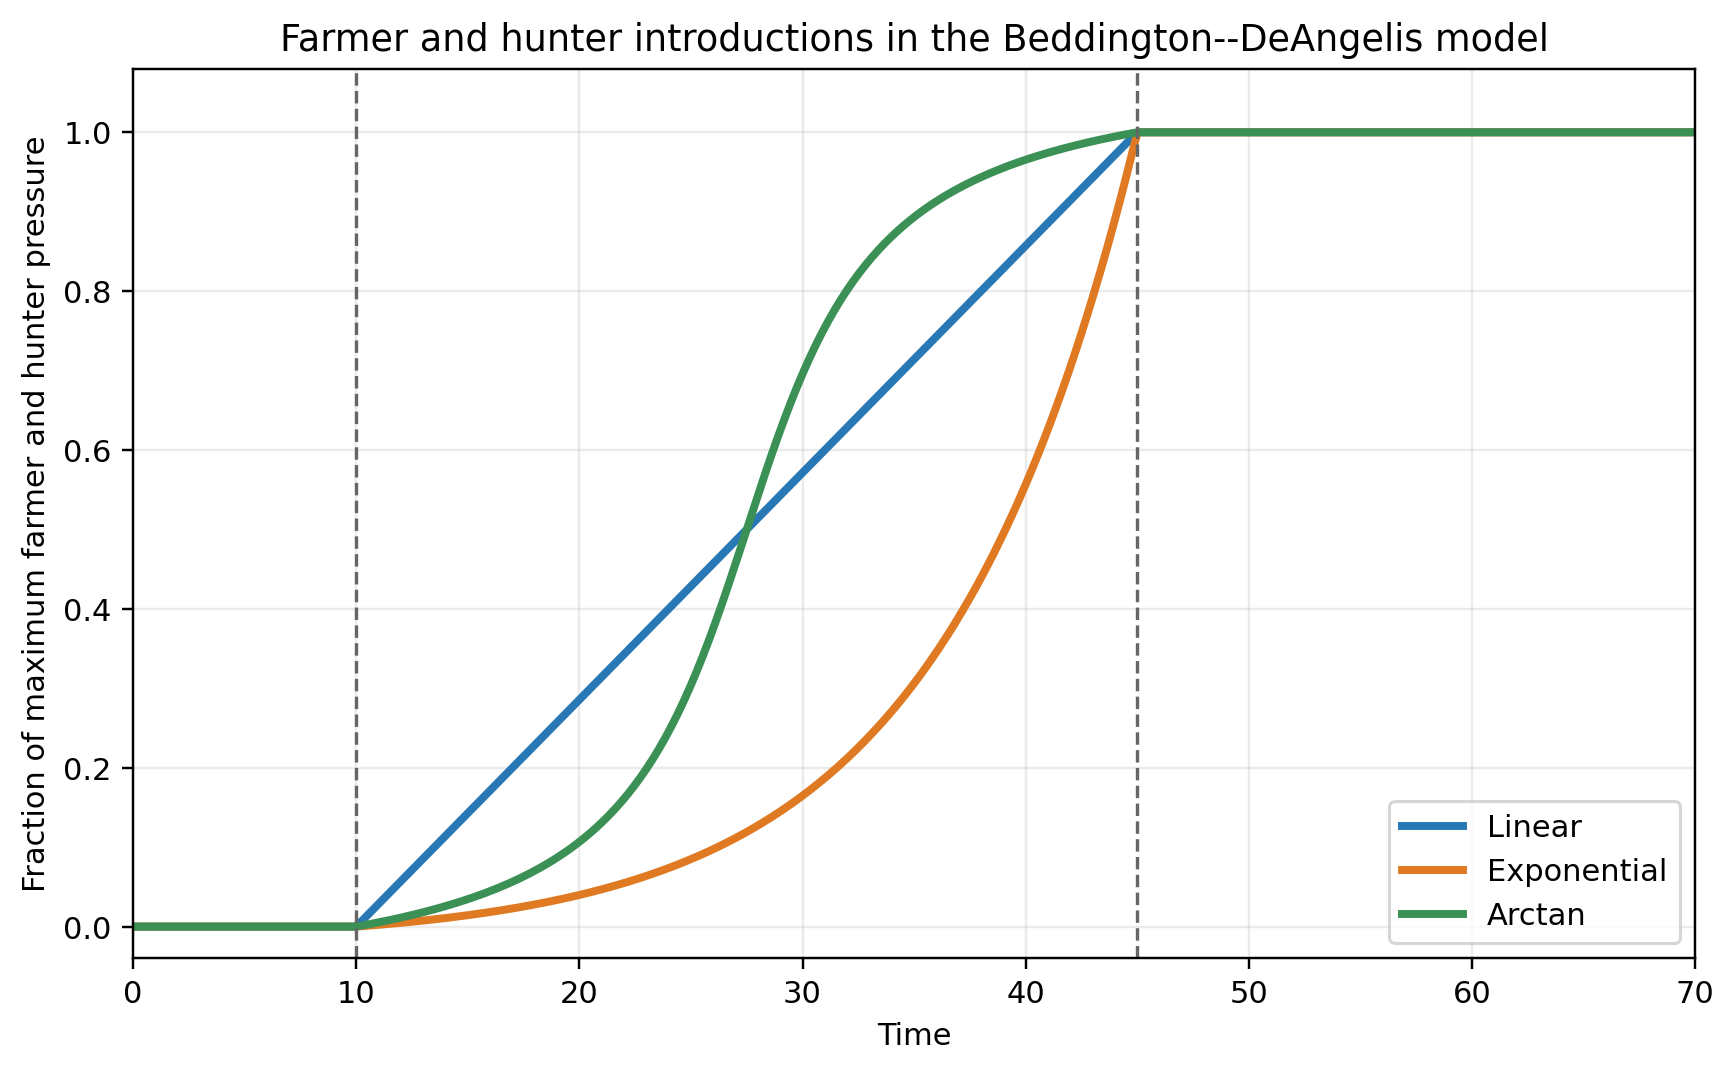 Farmer and hunter introductions in the Beddington--DeAngelis model
Fraction of maximum farmer and hunter pressure
1.0
0.8
0.6
0.4
0.2
0.0
Linear
Exponential
Arctan
0 10 20 30 40 50 60 70
Time